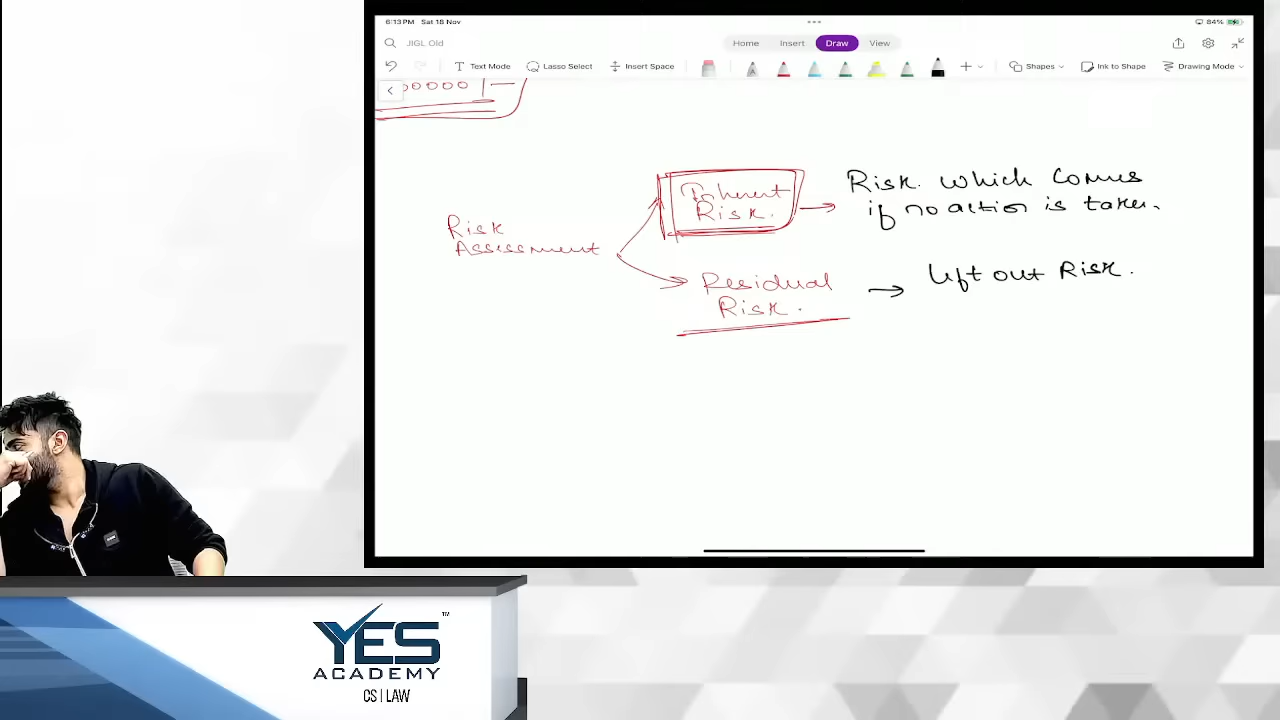 6:13 PM Sat 18 Nov
84%
JIGL Old
Home Insert Draw View
Text Mode Lasso Select Insert Space Shapes Ink to Shape Drawing Mode
00000 | —
Risk
Assessment
Inherent
Risk.
Risk. which comes
if no action is taken.
Residual
Risk.
left out Risk.
YES™
ACADEMY
CS | LAW